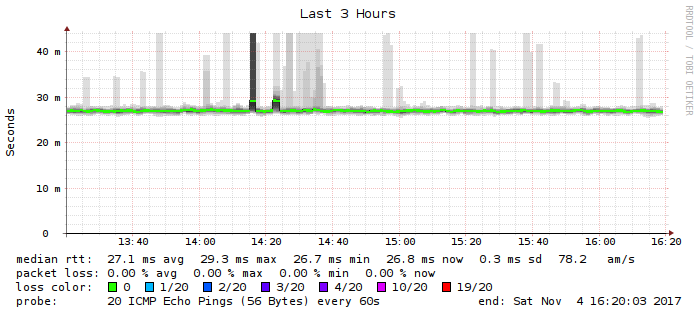 Last 3 Hours
RRDTOOL / TOBI OETIKER
Seconds
40 m
30 m
20 m
10 m
0
13:40 14:00 14:20 14:40 15:00 15:20 15:40 16:00 16:20
median rtt: 27.1 ms avg 29.3 ms max 26.7 ms min 26.8 ms now 0.3 ms sd 78.2 am/s
packet loss: 0.00 % avg 0.00 % max 0.00 % min 0.00 % now
loss color: 0 1/20 2/20 3/20 4/20 10/20 19/20
probe: 20 ICMP Echo Pings (56 Bytes) every 60s end: Sat Nov 4 16:20:03 2017